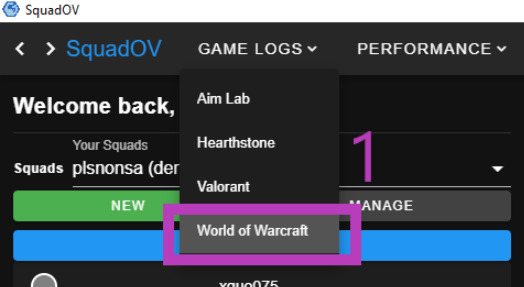 SquadOV
SquadOV GAME LOGS PERFORMANCE
Aim Lab
Welcome back,
Hearthstone
Your Squads
Squads plsnonsa (der
1
Valorant
NEW MANAGE
World of Warcraft